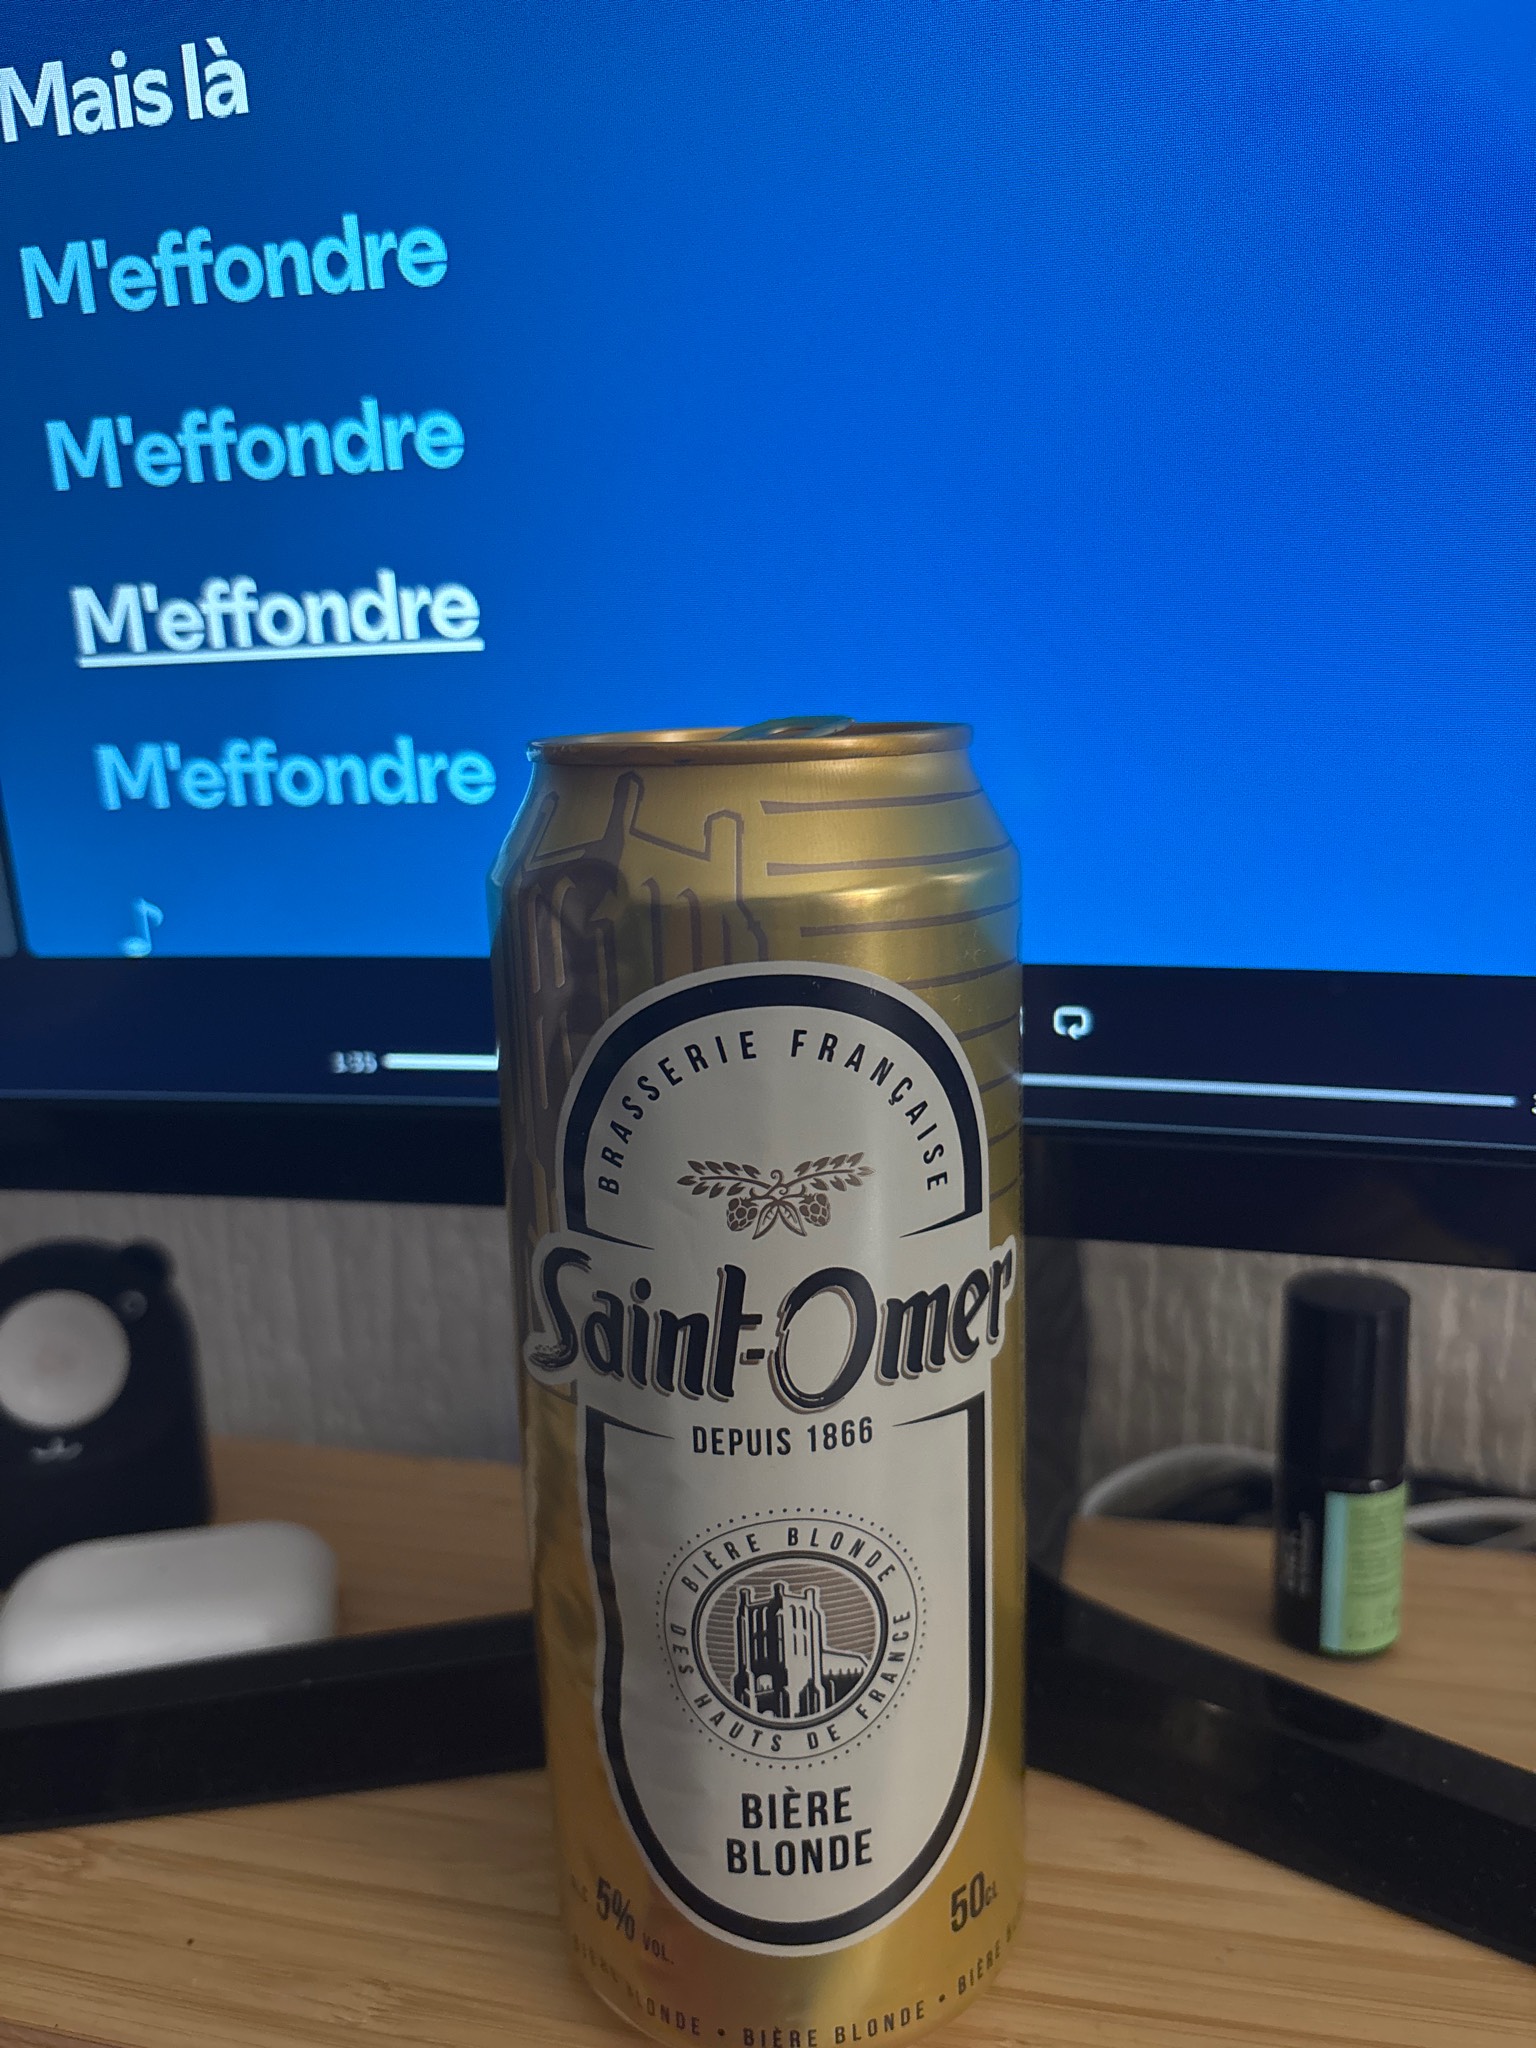 Mais là
M'effondre
M'effondre
M'effondre
M'effondre
BRASSERIE FRANÇAISE
Saint-Omer
DEPUIS 1866
BIÈRE BLONDE
DES HAUTS DE FRANCE
BIÈRE
BLONDE
5% VOL.
50CL
BIÈRE BLONDE • BIÈRE BLONDE • BIÈRE